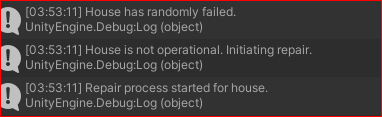 [03:53:11] House has randomly failed.
UnityEngine.Debug:Log (object)
[03:53:11] House is not operational. Initiating repair.
UnityEngine.Debug:Log (object)
[03:53:11] Repair process started for house.
UnityEngine.Debug:Log (object)